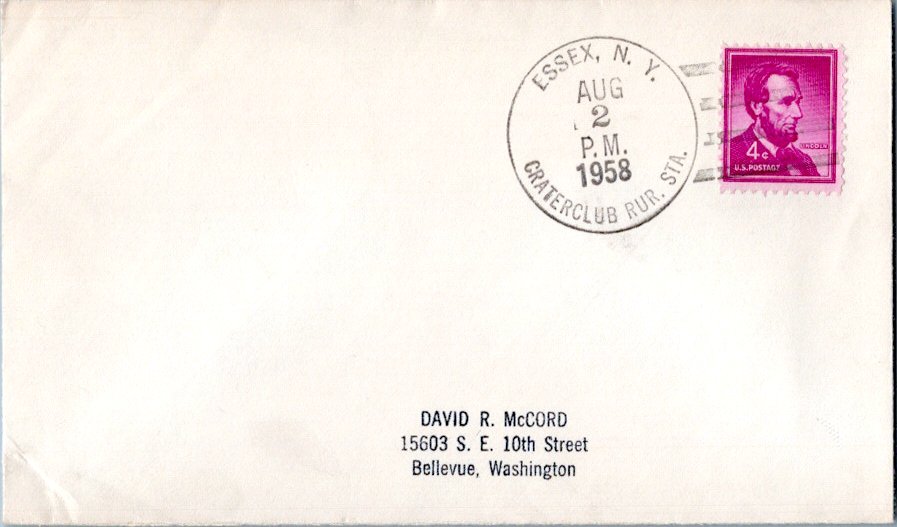 ESSEX, N. Y.
AUG
2
P.M.
1958
CRATERCLUB RUR. STA.
LINCOLN
4¢
U.S. POSTAGE
DAVID R. McCORD
15603 S. E. 10th Street
Bellevue, Washington